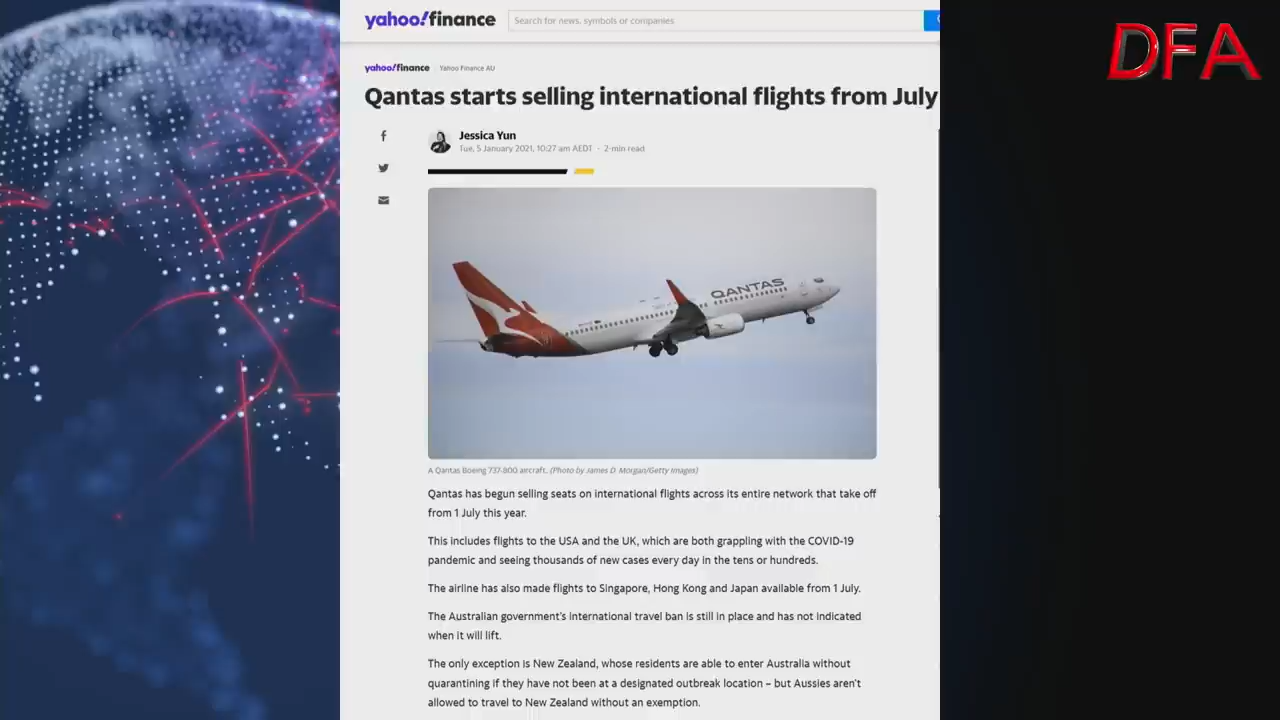 yahoo!finance
Search for news, symbols or companies
DFA
yahoo!finance
Yahoo Finance AU
Qantas starts selling international flights from July
Jessica Yun
Tue, 5 January 2021, 10:27 am AEDT · 2-min read
QANTAS
A Qantas Boeing 737-800 aircraft. (Photo by James D. Morgan/Getty Images)
Qantas has begun selling seats on international flights across its entire network that take off
from 1 July this year.
This includes flights to the USA and the UK, which are both grappling with the COVID-19
pandemic and seeing thousands of new cases every day in the tens or hundreds.
The airline has also made flights to Singapore, Hong Kong and Japan available from 1 July.
The Australian government's international travel ban is still in place and has not indicated
when it will lift.
The only exception is New Zealand, whose residents are able to enter Australia without
quarantining if they have not been at a designated outbreak location – but Aussies aren't
allowed to travel to New Zealand without an exemption.